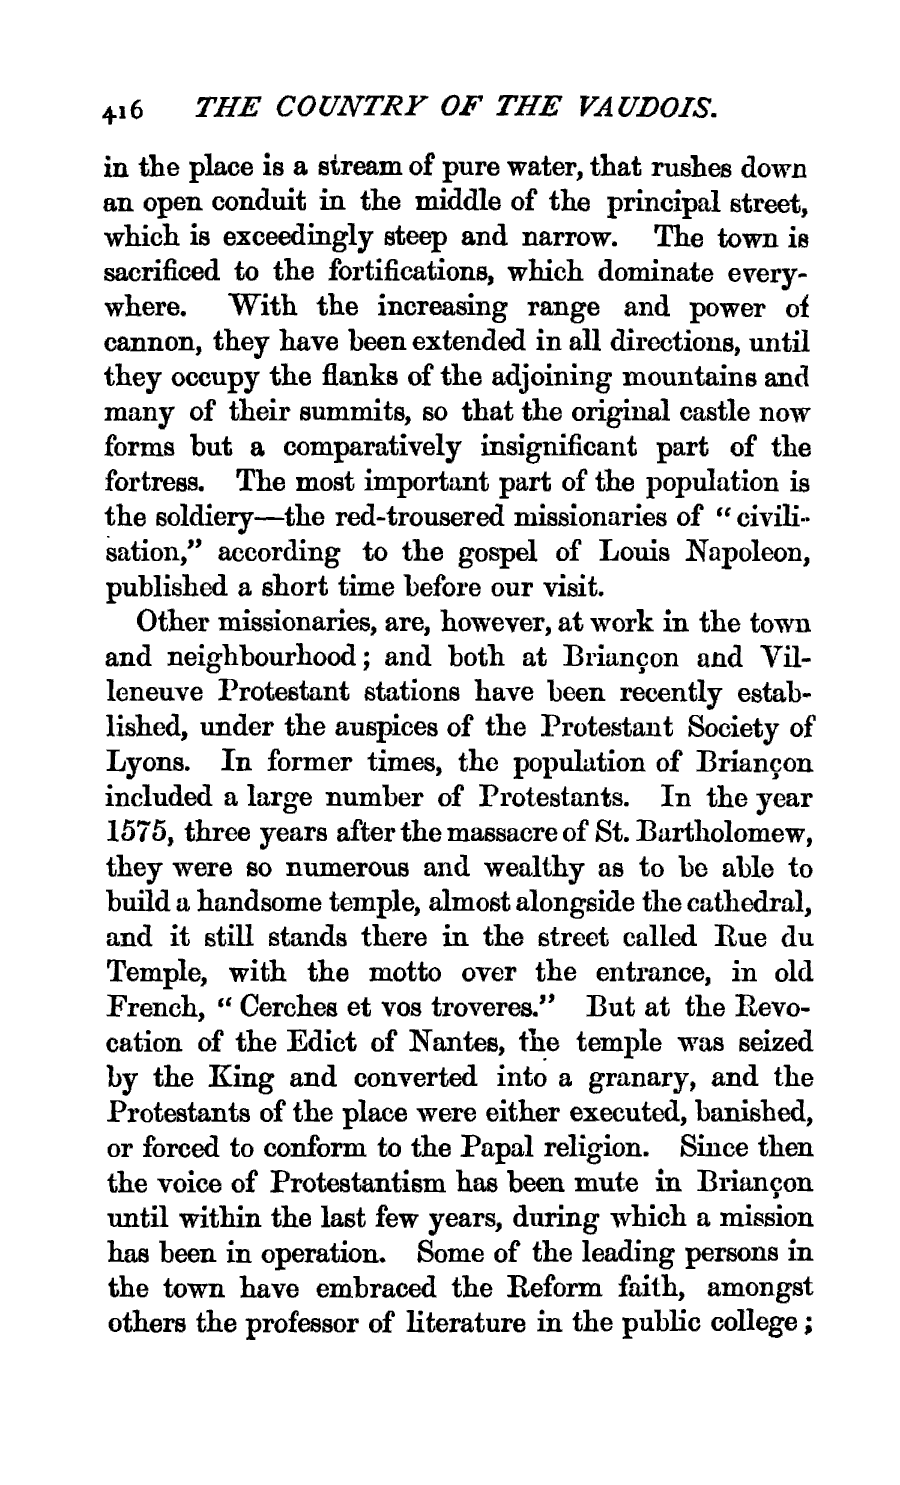 416 THE COUNTRY OF THE VAUDOIS.
in the place is a stream of pure water, that rushes down
an open conduit in the middle of the principal street,
which is exceedingly steep and narrow. The town is
sacrificed to the fortifications, which dominate every-
where. With the increasing range and power of
cannon, they have been extended in all directions, until
they occupy the flanks of the adjoining mountains and
many of their summits, so that the original castle now
forms but a comparatively insignificant part of the
fortress. The most important part of the population is
the soldiery—the red-trousered missionaries of “civili-
sation,” according to the gospel of Louis Napoleon,
published a short time before our visit.
Other missionaries, are, however, at work in the town
and neighbourhood; and both at Briançon and Vil-
leneuve Protestant stations have been recently estab-
lished, under the auspices of the Protestant Society of
Lyons. In former times, the population of Briançon
included a large number of Protestants. In the year
1575, three years after the massacre of St. Bartholomew,
they were so numerous and wealthy as to be able to
build a handsome temple, almost alongside the cathedral,
and it still stands there in the street called Rue du
Temple, with the motto over the entrance, in old
French, “Cerches et vos troveres.” But at the Revo-
cation of the Edict of Nantes, the temple was seized
by the King and converted into a granary, and the
Protestants of the place were either executed, banished,
or forced to conform to the Papal religion. Since then
the voice of Protestantism has been mute in Briançon
until within the last few years, during which a mission
has been in operation. Some of the leading persons in
the town have embraced the Reform faith, amongst
others the professor of literature in the public college;